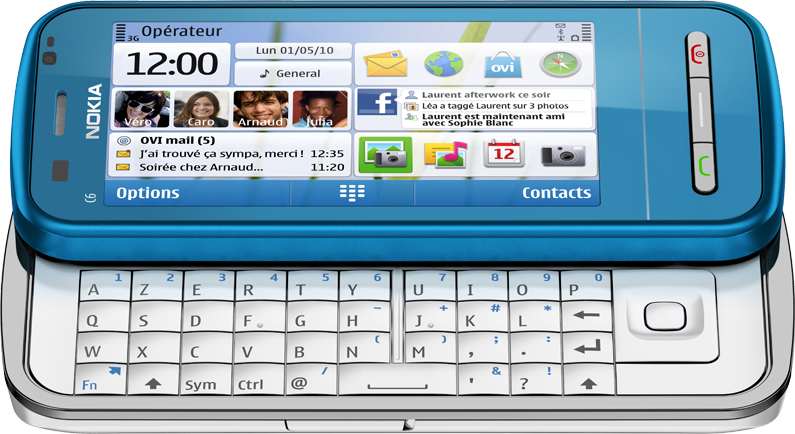 3G Opérateur
12:00
Lun 01/05/10
General
ovi
Véro Caro Arnaud Julia
f
Laurent afterwork ce soir
Léa a taggé Laurent sur 3 photos
Laurent est maintenant ami
avec Sophie Blanc
@ OVI mail (5)
J'ai trouvé ça sympa, merci ! 12:35
Soirée chez Arnaud... 11:20
12
Options
Contacts
NOKIA
C6
A 1 Z 2 E 3 R 4 T 5 Y 6 U 7 I 8 O 9 P 0
Q S D F G H – J + K # L *
W X C V B N ( M ) , ; . :
Fn Sym Ctrl @ / ' & ? !